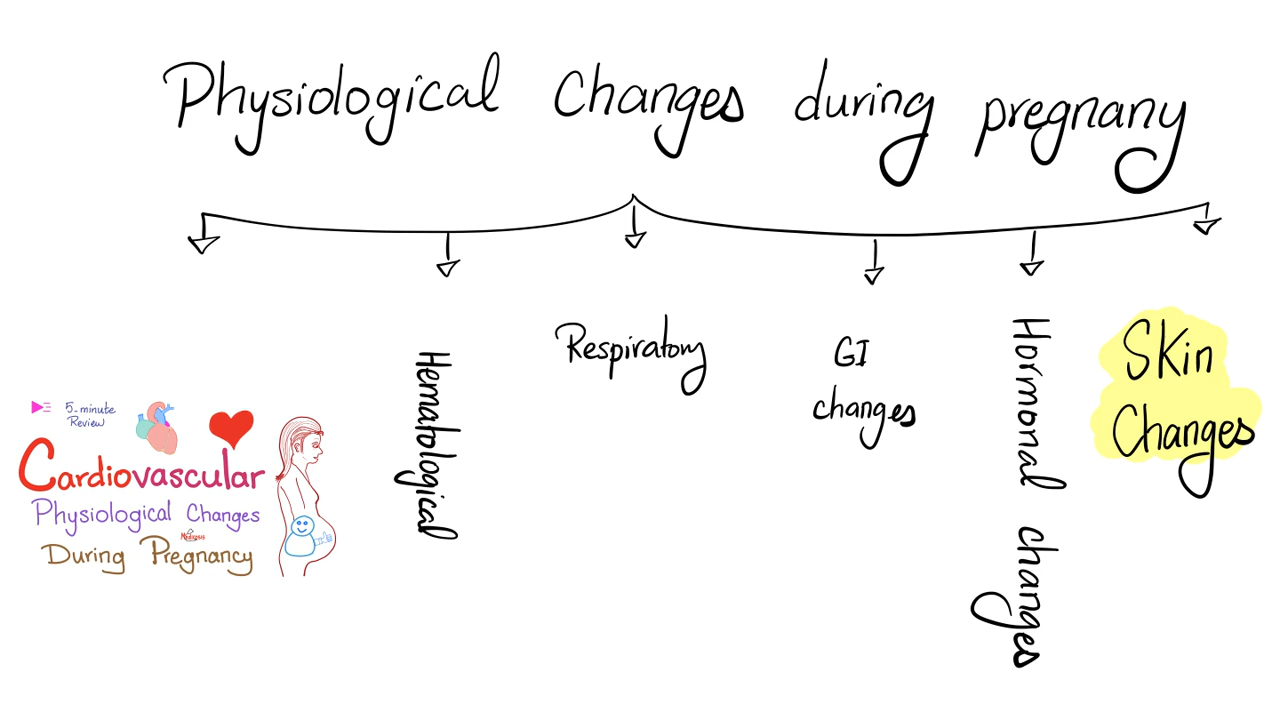 Physiological Changes during pregnany
5-minute
Review
Cardiovascular
Physiological Changes
Medicosis
During Pregnancy
Hematological
Respiratory
GI
changes
Hormonal changes
Skin
Changes